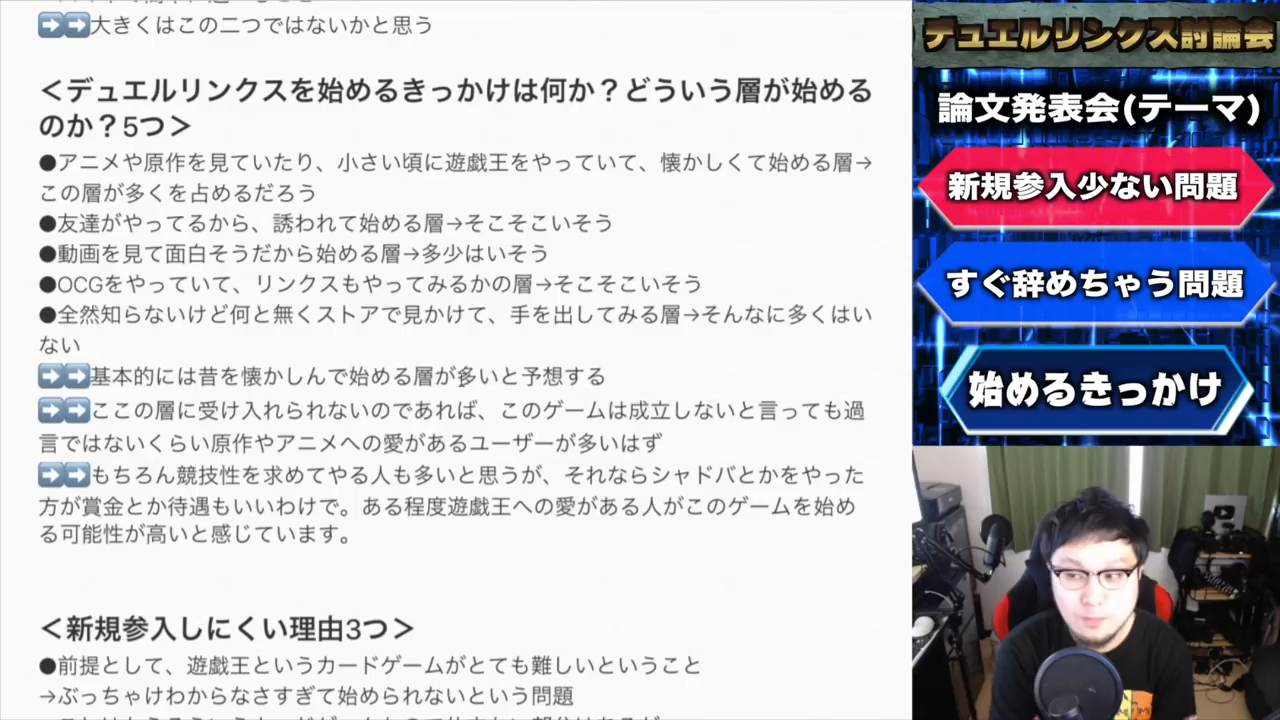 ➡➡大きくはこの二つではないかと思う
＜デュエルリンクスを始めるきっかけは何か？どういう層が始める
のか？5つ＞
●アニメや原作を見ていたり、小さい頃に遊戯王をやっていて、懐かしくて始める層→
この層が多くを占めるだろう
●友達がやってるから、誘われて始める層→そこそこいそう
●動画を見て面白そうだから始める層→多少はいそう
●OCGをやっていて、リンクスもやってみるかの層→そこそこいそう
●全然知らないけど何と無くストアで見かけて、手を出してみる層→そんなに多くはい
ない
➡➡基本的には昔を懐かしんで始める層が多いと予想する
➡➡ここの層に受け入れられないのであれば、このゲームは成立しないと言っても過
言ではないくらい原作やアニメへの愛があるユーザーが多いはず
➡➡もちろん競技性を求めてやる人も多いと思うが、それならシャドバとかをやった
方が賞金とか待遇もいいわけで。ある程度遊戯王への愛がある人がこのゲームを始め
る可能性が高いと感じています。
＜新規参入しにくい理由3つ＞
●前提として、遊戯王というカードゲームがとても難しいということ
→ぶっちゃけわからなさすぎて始められないという問題
デュエルリンクス討論会
論文発表会(テーマ)
新規参入少ない問題
すぐ辞めちゃう問題
始めるきっかけ